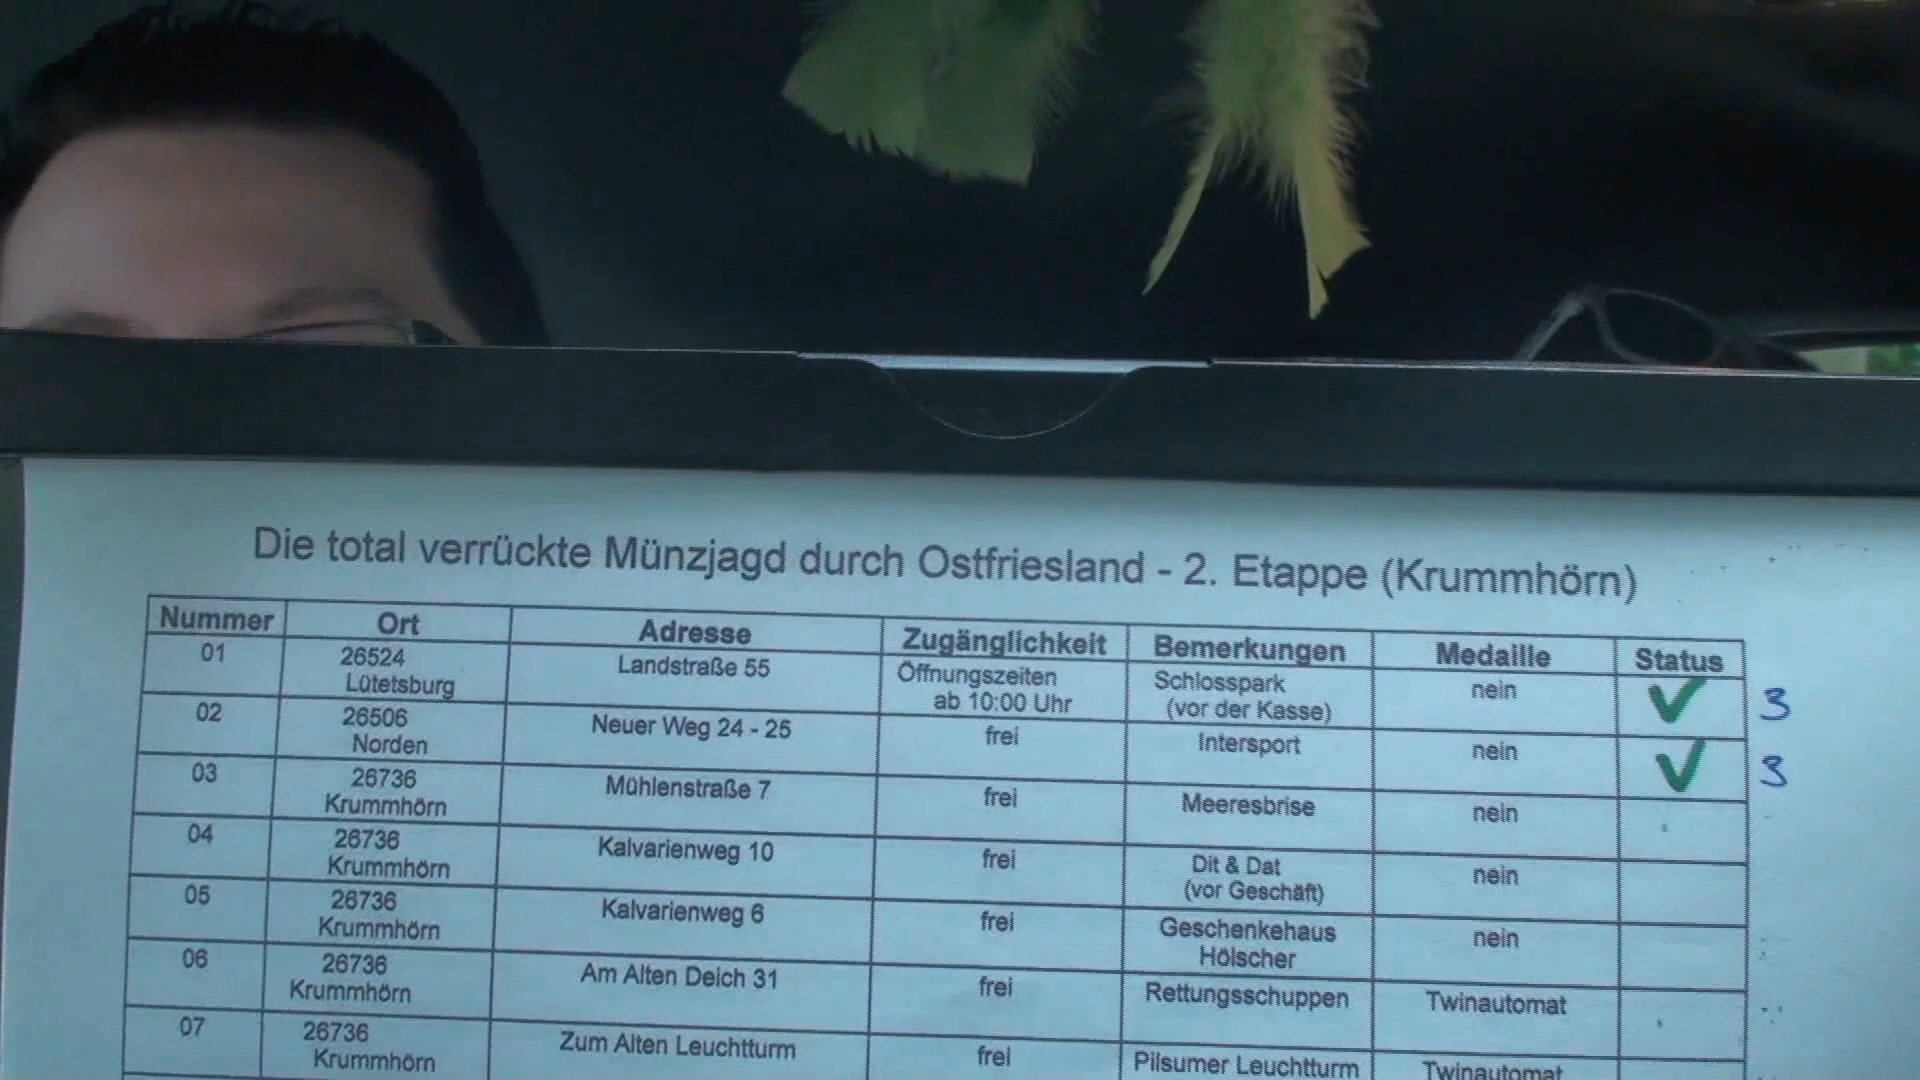 Die total verrückte Münzjagd durch Ostfriesland - 2. Etappe (Krummhörn)
Nummer Ort Adresse Zugänglichkeit Bemerkungen Medaille Status
01 26524 Lütetsburg Landstraße 55 Öffnungszeiten ab 10:00 Uhr Schlosspark (vor der Kasse) nein ✓ 3
02 26506 Norden Neuer Weg 24 - 25 frei Intersport nein ✓ 3
03 26736 Krummhörn Mühlenstraße 7 frei Meeresbrise nein
04 26736 Krummhörn Kalvarienweg 10 frei Dit & Dat (vor Geschäft) nein
05 26736 Krummhörn Kalvarienweg 6 frei Geschenkehaus Hölscher nein
06 26736 Krummhörn Am Alten Deich 31 frei Rettungsschuppen Twinautomat
07 26736 Krummhörn Zum Alten Leuchtturm frei Pilsumer Leuchtturm Twinautomat